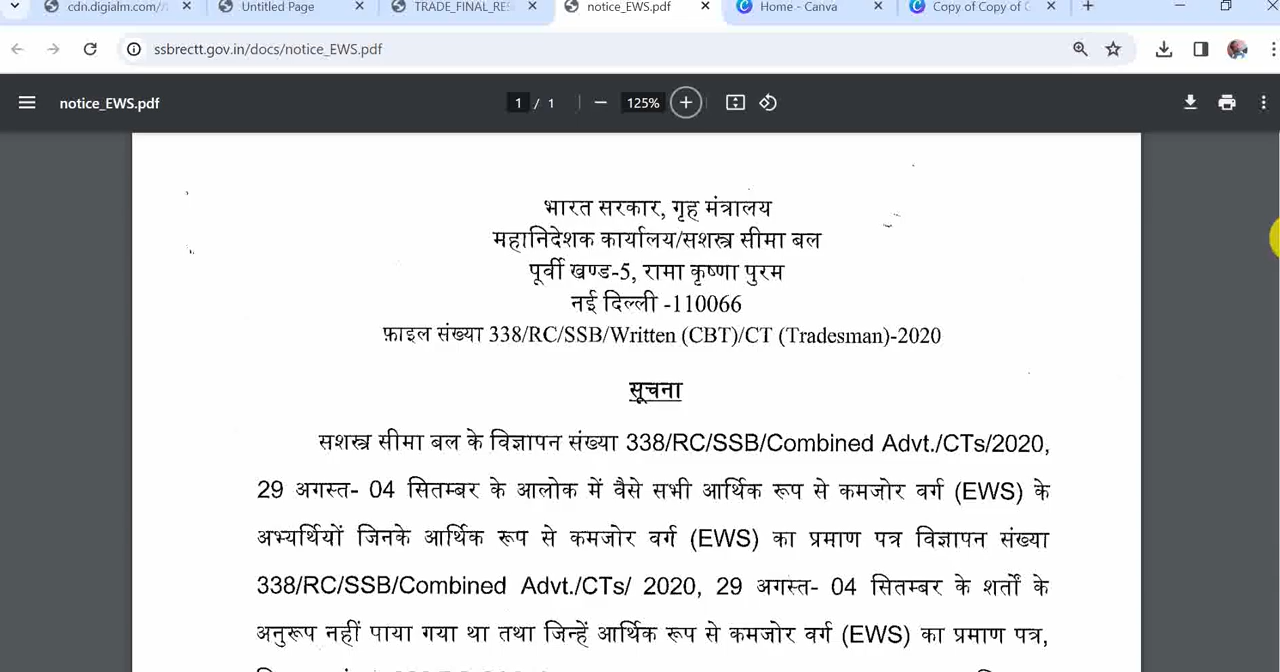 cdn.digialm.com//
Untitled Page
TRADE_FINAL_RES
notice_EWS.pdf
Home - Canva
Copy of Copy of C
ssbrectt.gov.in/docs/notice_EWS.pdf
notice_EWS.pdf
1 / 1
125%
भारत सरकार, गृह मंत्रालय
महानिदेशक कार्यालय/सशस्त्र सीमा बल
पूर्वी खण्ड-5, रामा कृष्णा पुरम
नई दिल्ली -110066
फ़ाइल संख्या 338/RC/SSB/Written (CBT)/CT (Tradesman)-2020
सूचना
सशस्त्र सीमा बल के विज्ञापन संख्या 338/RC/SSB/Combined Advt./CTs/2020,
29 अगस्त- 04 सितम्बर के आलोक में वैसे सभी आर्थिक रूप से कमजोर वर्ग (EWS) के
अभ्यर्थियों जिनके आर्थिक रूप से कमजोर वर्ग (EWS) का प्रमाण पत्र विज्ञापन संख्या
338/RC/SSB/Combined Advt./CTs/ 2020, 29 अगस्त- 04 सितम्बर के शर्तों के
अनुरूप नहीं पाया गया था तथा जिन्हें आर्थिक रूप से कमजोर वर्ग (EWS) का प्रमाण पत्र,